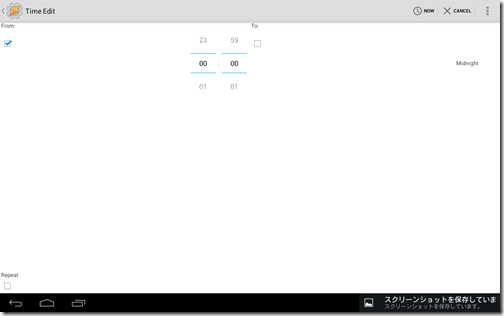 Time Edit
NOW
CANCEL
From:
To:
23 59
00 : 00
Midnight
01 01
Repeat
スクリーンショットを保存していま
スクリーンショットを保存しています。